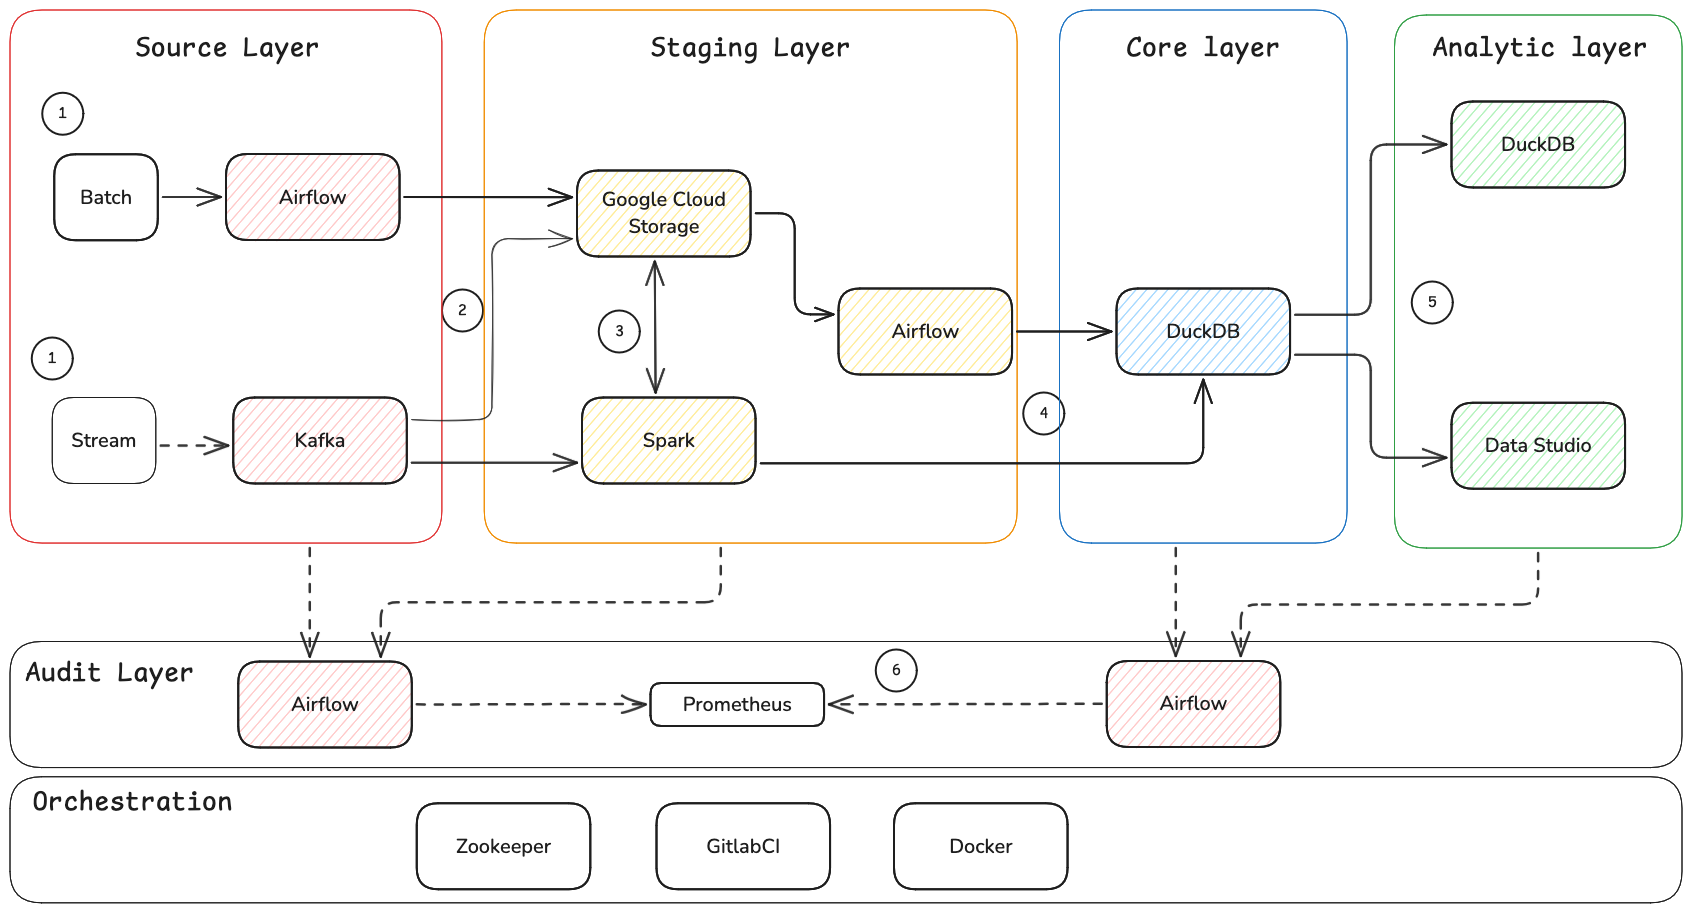 Source Layer
Staging Layer
Core layer
Analytic layer
1
Batch
Airflow
Google Cloud
Storage
DuckDB
2
3
Airflow
DuckDB
5
1
Stream
Kafka
Spark
4
Data Studio
Audit Layer
Airflow
Prometheus
6
Airflow
Orchestration
Zookeeper
GitlabCI
Docker